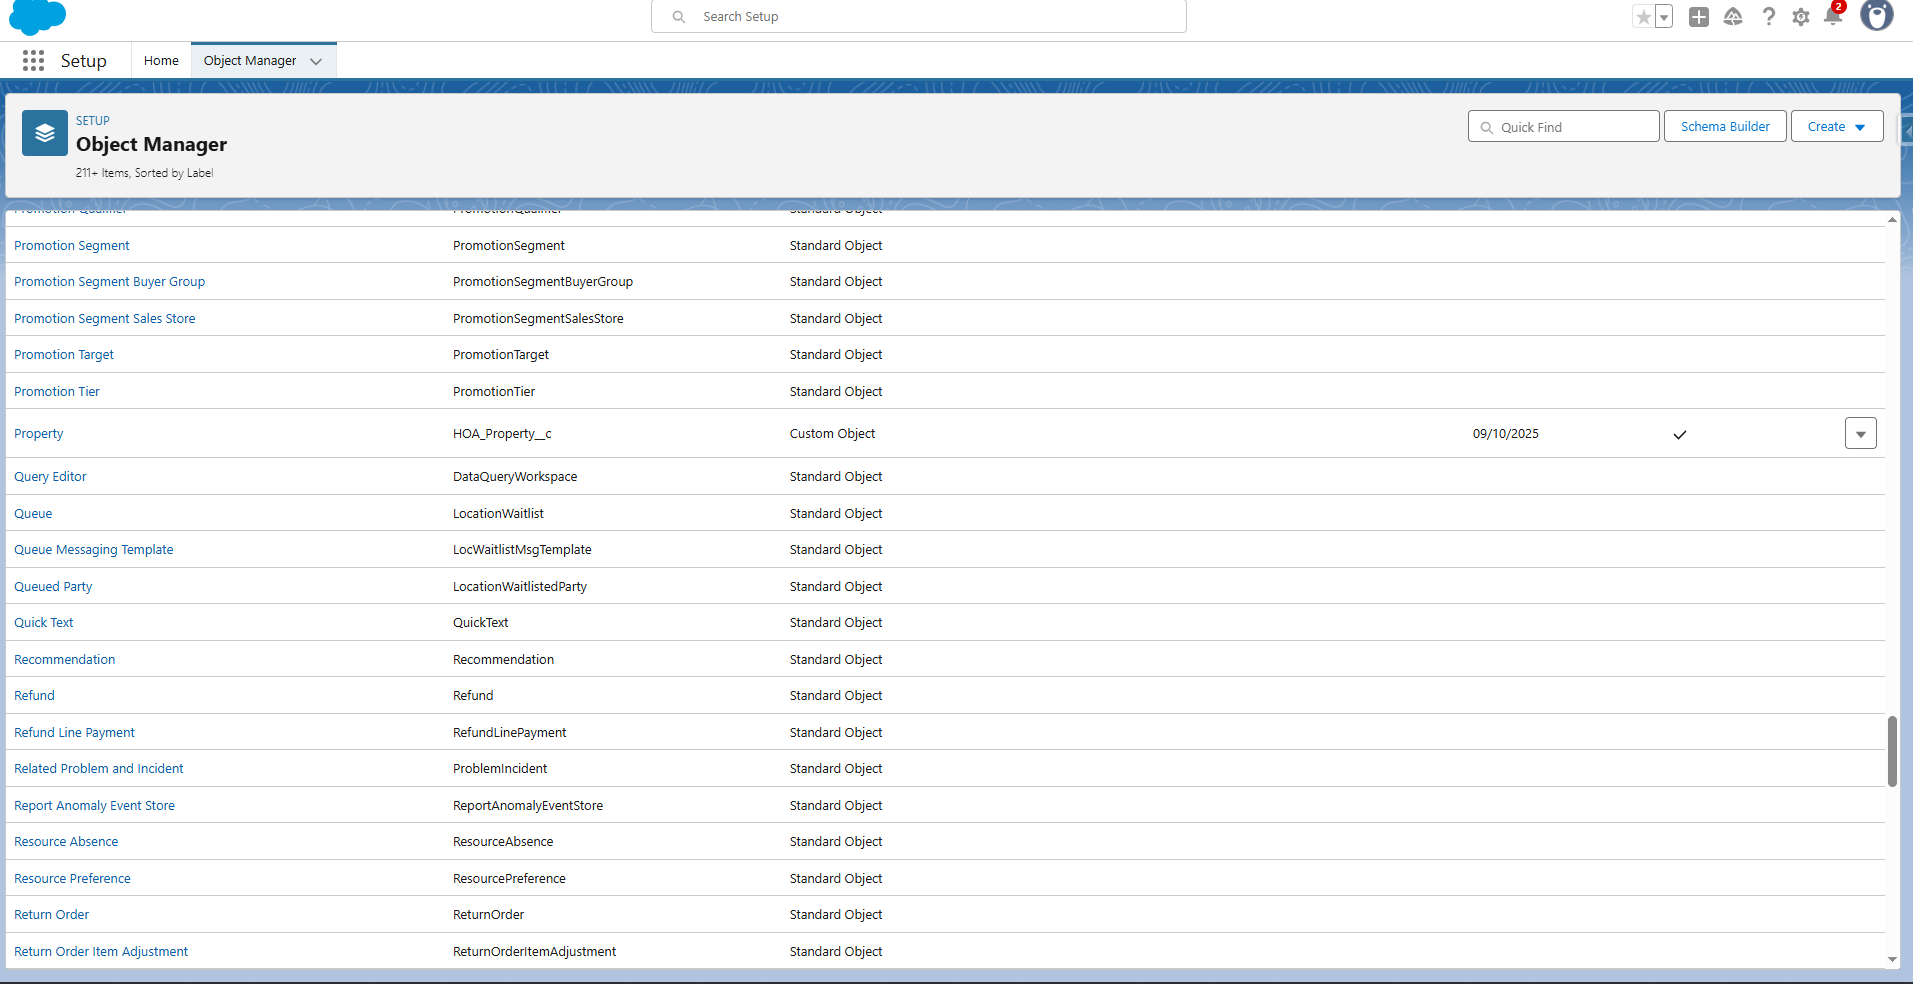 Search Setup
2
Setup
Home
Object Manager
SETUP
Object Manager
211+ Items, Sorted by Label
Quick Find
Schema Builder
Create
Promotion Qualifier PromotionQualifier Standard Object
Promotion Segment PromotionSegment Standard Object
Promotion Segment Buyer Group PromotionSegmentBuyerGroup Standard Object
Promotion Segment Sales Store PromotionSegmentSalesStore Standard Object
Promotion Target PromotionTarget Standard Object
Promotion Tier PromotionTier Standard Object
Property HOA_Property__c Custom Object 09/10/2025
Query Editor DataQueryWorkspace Standard Object
Queue LocationWaitlist Standard Object
Queue Messaging Template LocWaitlistMsgTemplate Standard Object
Queued Party LocationWaitlistedParty Standard Object
Quick Text QuickText Standard Object
Recommendation Recommendation Standard Object
Refund Refund Standard Object
Refund Line Payment RefundLinePayment Standard Object
Related Problem and Incident ProblemIncident Standard Object
Report Anomaly Event Store ReportAnomalyEventStore Standard Object
Resource Absence ResourceAbsence Standard Object
Resource Preference ResourcePreference Standard Object
Return Order ReturnOrder Standard Object
Return Order Item Adjustment ReturnOrderItemAdjustment Standard Object